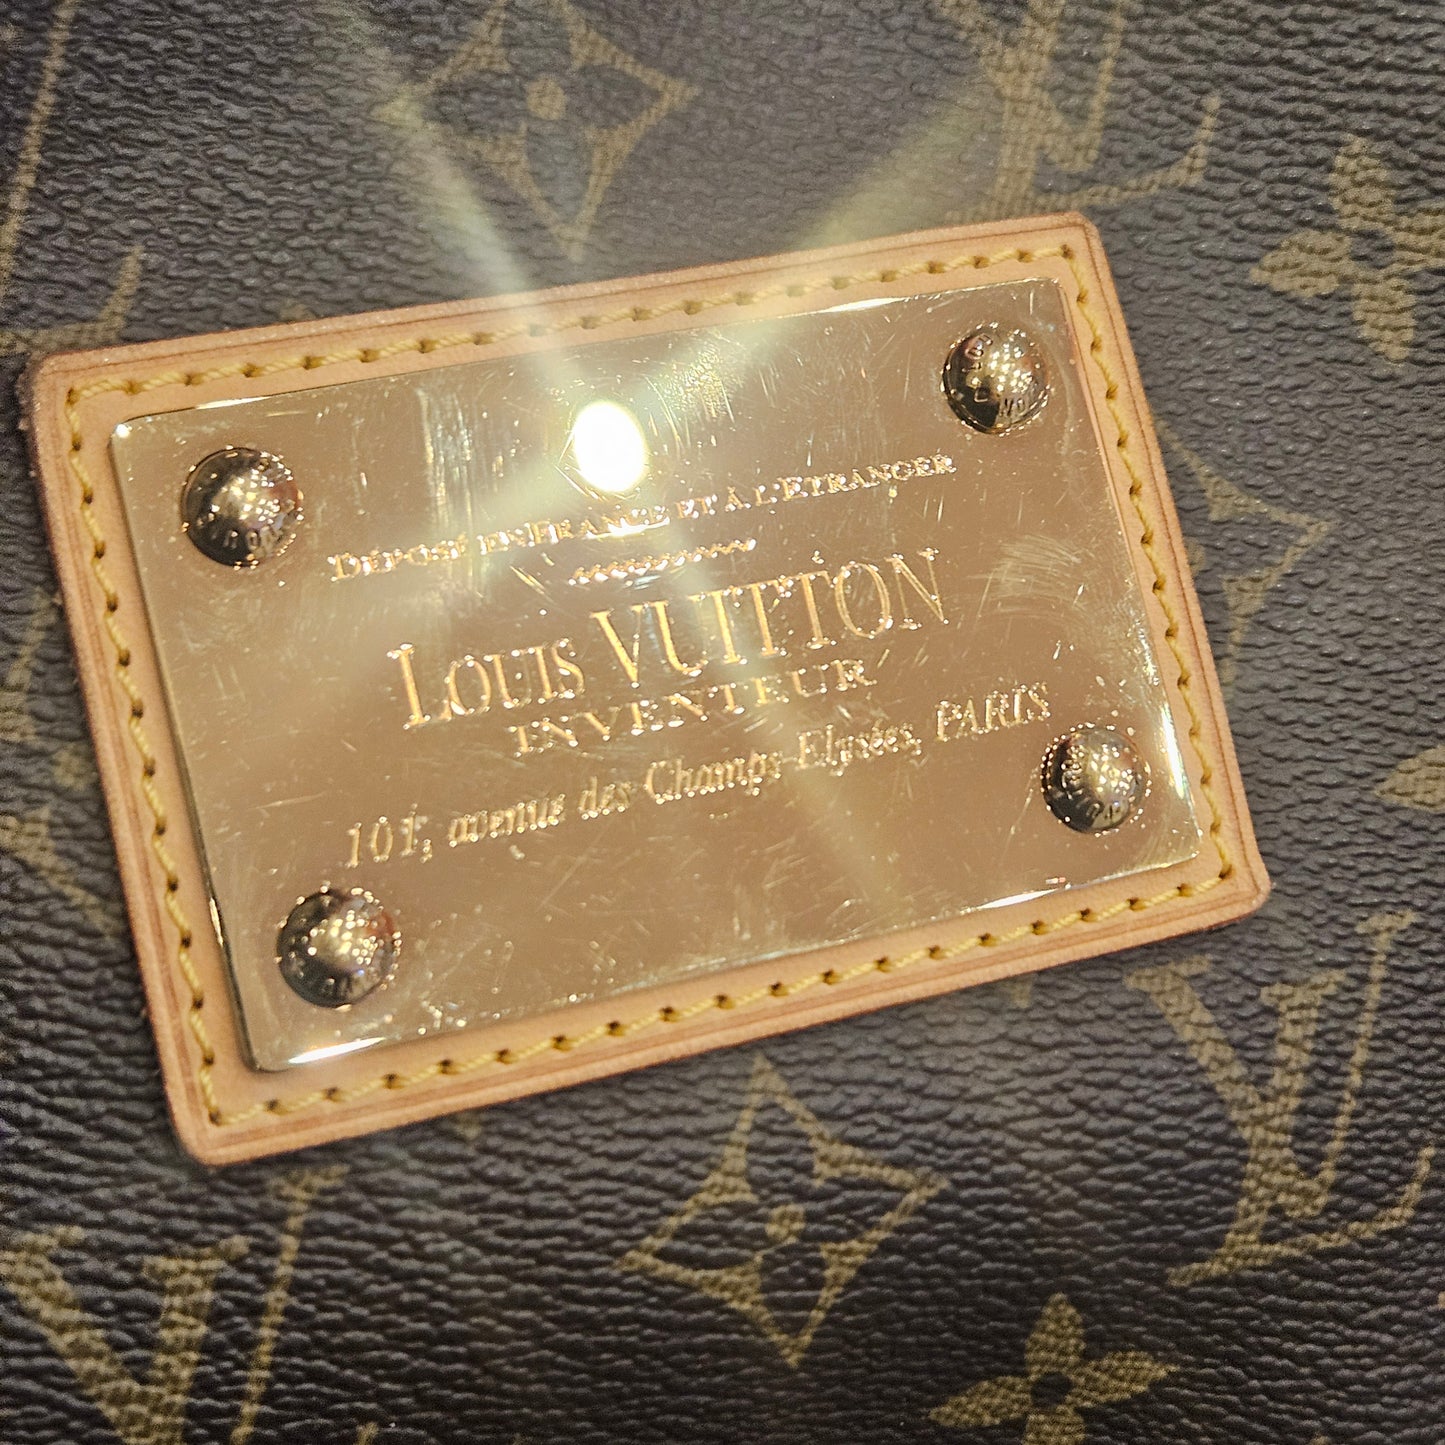 DÉPOSÉ EN FRANCE ET À L'ETRANGER
LOUIS VUITTON
INVENTEUR
101, avenue des Champs-Elysées, PARIS